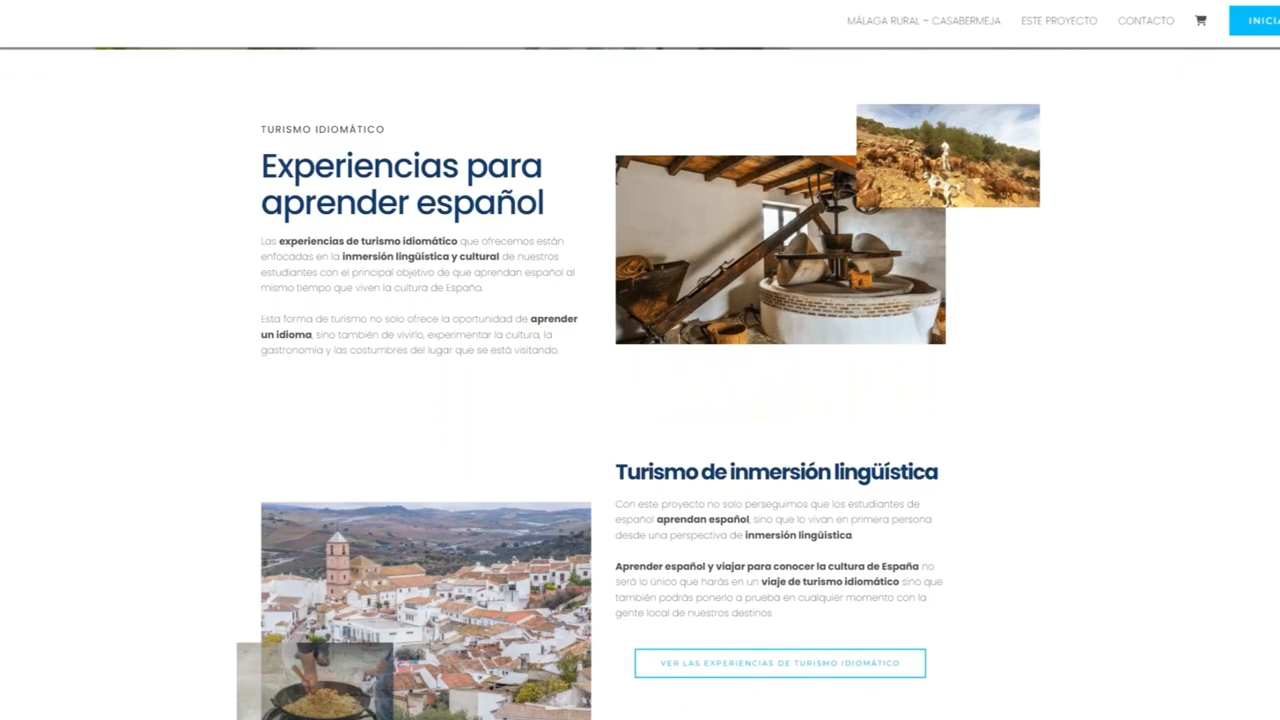 MÁLAGA RURAL – CASABERMEJA ESTE PROYECTO CONTACTO
TURISMO IDIOMÁTICO
Experiencias para
aprender español
Las experiencias de turismo idiomático que ofrecemos están
enfocadas en la inmersión lingüística y cultural de nuestros
estudiantes con el principal objetivo de que aprendan español al
mismo tiempo que viven la cultura de España.
Esta forma de turismo no solo ofrece la oportunidad de aprender
un idioma, sino también de vivirlo, experimentar la cultura, la
gastronomía y las costumbres del lugar que se está visitando.
Turismo de inmersión lingüística
Con este proyecto no solo perseguimos que los estudiantes de
español aprendan español, sino que lo vivan en primera persona
desde una perspectiva de inmersión lingüística.
Aprender español y viajar para conocer la cultura de España no
será lo único que harás en un viaje de turismo idiomático sino que
también podrás ponerlo a prueba en cualquier momento con la
gente local de nuestros destinos
VER LAS EXPERIENCIAS DE TURISMO IDIOMÁTICO